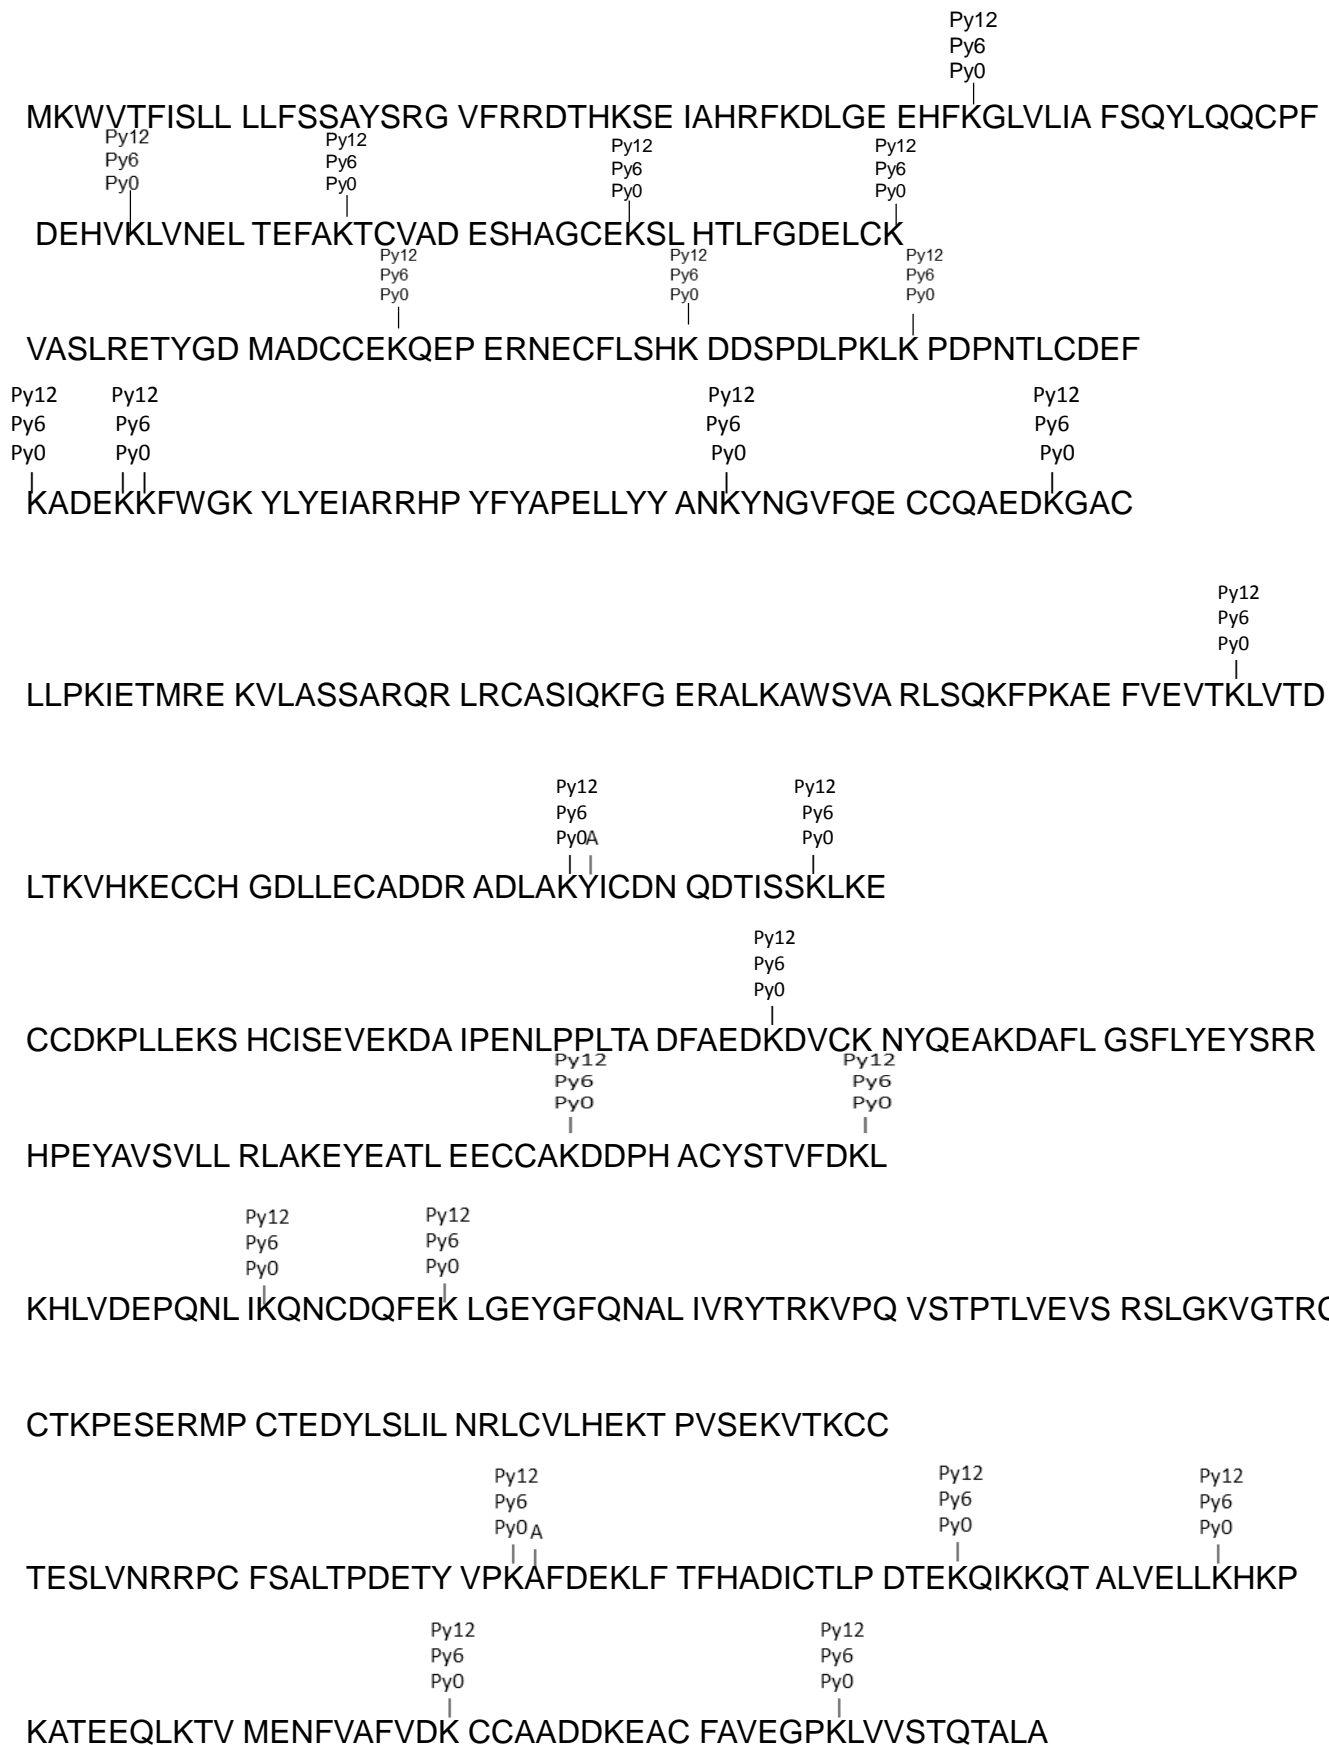 Py12
Py6
Py0
MKWVTFISLL LLFSSAYSRG VFRRDTHKSE IAHRFKDLGE EHFKGLVLIA FSQYLQQCPF
Py12 Py12 Py12 Py12
Py6 Py6 Py6 Py6
Py0 Py0 Py0 Py0
DEHVKLVNEL TEFAKTCVAD ESHAGCEKSL HTLFGDELCK
Py12 Py12 Py12
Py6 Py6 Py6
Py0 Py0 Py0
VASLRETYGD MADCCEKQEP ERNECFLSHK DDSPDLPKLK PDPNTLCDEF
Py12 Py12 Py12 Py12
Py6 Py6 Py6 Py6
Py0 Py0 Py0 Py0
KADEKKFWGK YLYEIARRHP YFYAPELLYY ANKYNGVFQE CCQAEDKGAC
Py12
Py6
Py0
LLPKIETMRE KVLASSARQR LRCASIQKFG ERALKAWSVA RLSQKFPKAE FVEVTKLVTD
Py12 Py12
Py6 Py6
Py0A Py0
LTKVHKECCH GDLLECADDR ADLAKYICDN QDTISSKLKE
Py12
Py6
Py0
CCDKPLLEKS HCISEVEKDA IPENLPPLTA DFAEDKDVCK NYQEAKDAFL GSFLYEYSRR
Py12 Py12
Py6 Py6
Py0 Py0
HPEYAVSVLL RLAKEYEATL EECCAKDDPH ACYSTVFDKL
Py12 Py12
Py6 Py6
Py0 Py0
KHLVDEPQNL IKQNCDQFEK LGEYGFQNAL IVRYTRKVPQ VSTPTLVEVS RSLGKVGTRC
CTKPESERMP CTEDYLSLIL NRLCVLHEKT PVSEKVTKCC
Py12 Py12 Py12
Py6 Py6 Py6
Py0 A Py0 Py0
TESLVNRRPC FSALTPDETY VPKAFDEKLF TFHADICTLP DTEKQIKKQT ALVELLKHKP
Py12 Py12
Py6 Py6
Py0 Py0
KATEEQLKTV MENFVAFVDK CCAADDKEAC FAVEGPKLVVSTQTALA